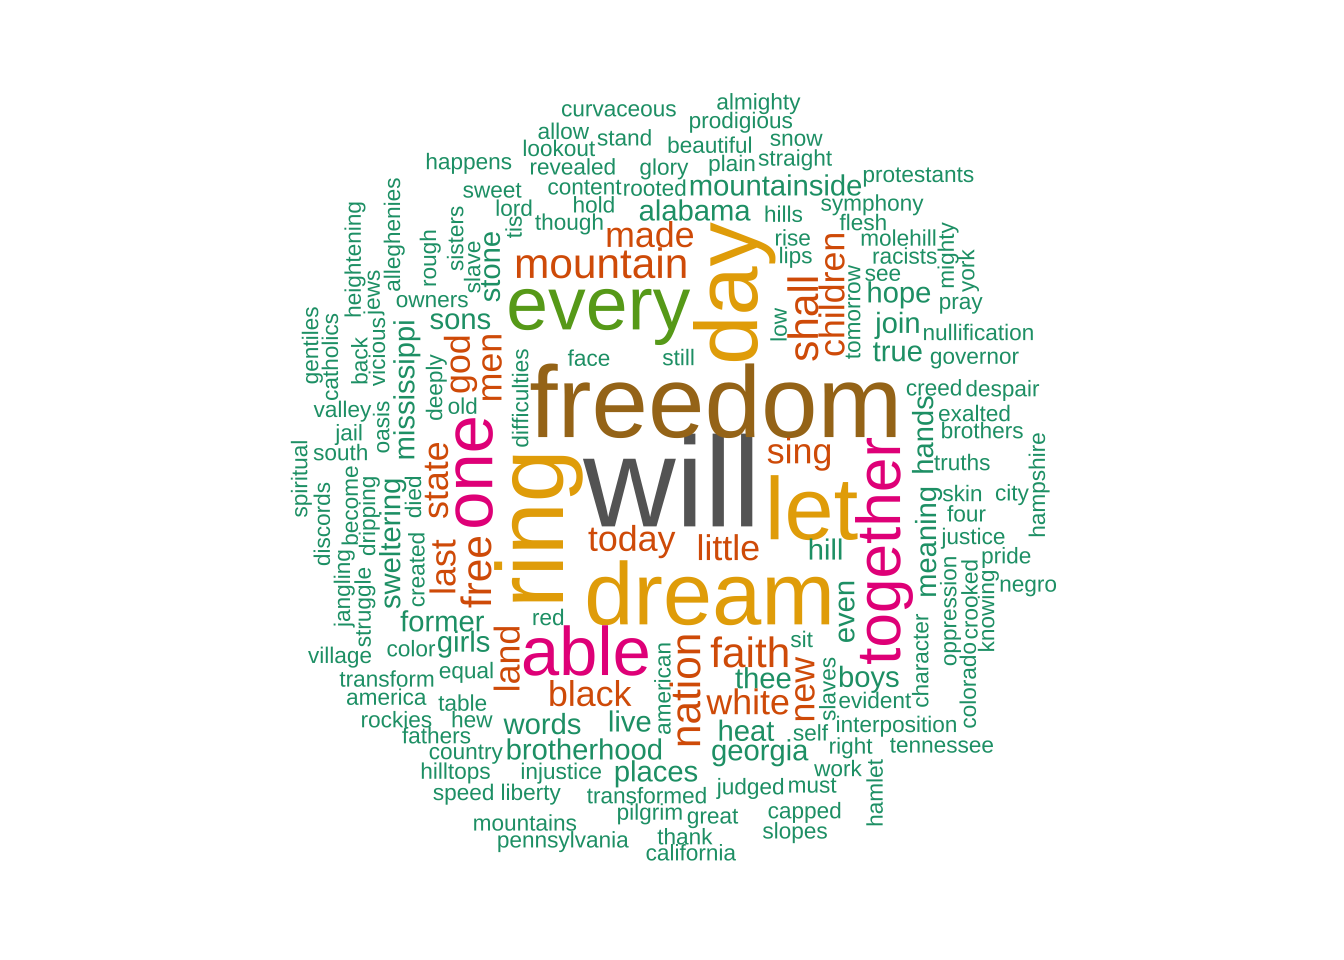 almighty
curvaceous
prodigious
allow
stand
snow
lookout
beautiful
happens
revealed
glory
plain
straight
protestants
sweet
content
rooted
mountainside
lord
hold
alabama
hills
symphony
tis
though
flesh
alleghenies
heightening
rough
sisters
slave
stone
made
mountain
day
rise
lips
shall
children
tomorrow
molehill
racists
see
mighty
york
jews
owners
every
low
hope
pray
gentiles
catholics
back
vicious
mississippi
sons
god
men
join
nullification
true
governor
deeply
difficulties
face
still
freedom
creed
despair
valley
oasis
old
hands
exalted
jail
brothers
south
one
state
ring
will
sing
let
together
truths
hampshire
spiritual
discords
become
dripping
sweltering
died
meaning
skin
city
four
today
little
hill
justice
pride
jangling
struggle
created
last
free
dream
even
oppression
crooked
knowing
negro
former
red
color
girls
land
able
sit
character
village
equal
american
nation
faith
new
thee
boys
transform
america
table
black
white
slaves
evident
colorado
rockies
hew
words
live
heat
self
interposition
fathers
country
brotherhood
georgia
right
tennessee
hilltops
injustice
places
work
hamlet
speed
liberty
transformed
judged
must
mountains
pilgrim
great
capped
pennsylvania
thank
slopes
california